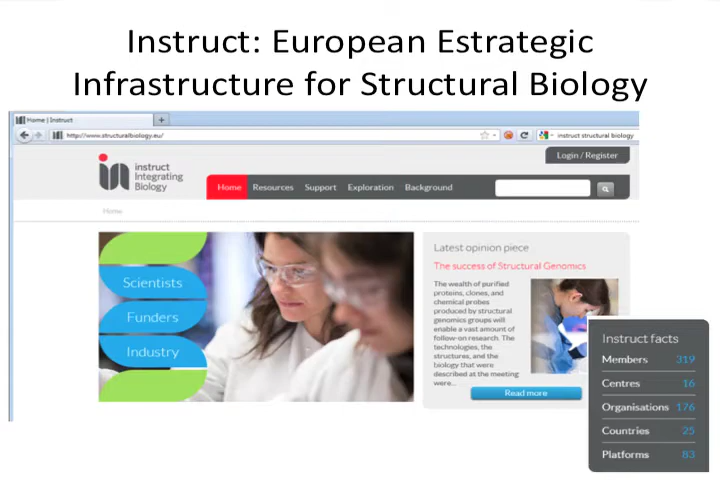 Instruct: European Estrategic
Infrastructure for Structural Biology
Home | Instruct
+
http://www.structuralbiology.eu/
instruct structural biology
Login / Register
instruct
Integrating
Biology
Home Resources Support Exploration Background
Home
Scientists
Funders
Industry
Latest opinion piece
The success of Structural Genomics
The wealth of purified
proteins, clones, and
chemical probes
produced by structural
genomics groups will
enable a vast amount of
follow-on research. The
technologies, the
structures, and the
biology that were
described at the meeting
were...
Read more
Instruct facts
Members 319
Centres 16
Organisations 176
Countries 25
Platforms 83